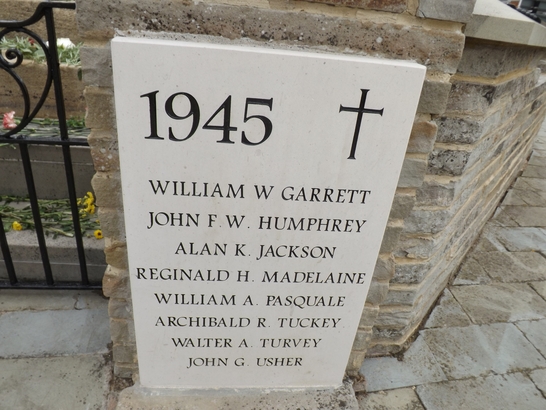 1945
WILLIAM W GARRETT
JOHN F. W. HUMPHREY
ALAN K. JACKSON
REGINALD H. MADELAINE
WILLIAM A. PASQUALE
ARCHIBALD R. TUCKEY
WALTER A. TURVEY
JOHN G USHER